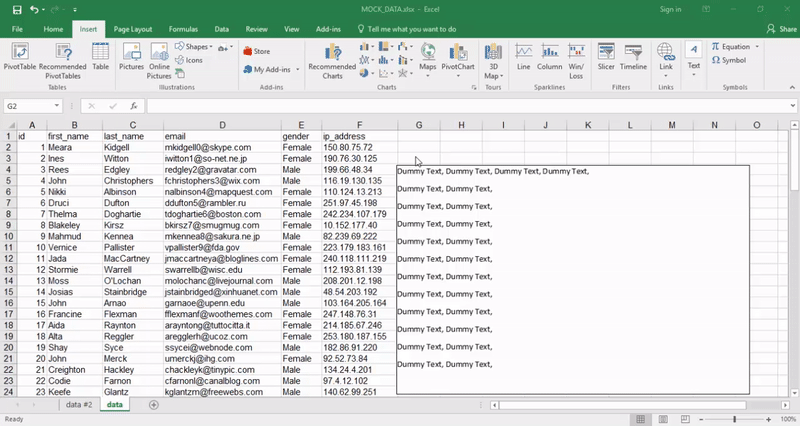 MOCK_DATA.xlsx - Excel
Sign in
File Home Insert Page Layout Formulas data Review View Developer Add-ins Help Team Tell me what you want to do Share
PivotTable Recommended PivotTables Table
Tables
Pictures Online Pictures Shapes Icons
Illustrations
Store
My Add-ins
Add-ins
Recommended Charts Maps PivotChart
Charts
3D Map
Tours
Line Column Win/Loss
Sparklines
Slicer Timeline
Filters
Link
Links
Text
Equation
Symbol
Symbols
G2 fx
A B C D E F G H I J K L M N O
1 id first_name last_name email gender ip_address
2 1 Meara Kidgell mkidgell0@skype.com Female 150.80.75.72
3 2 Ines Witton iwitton1@so-net.ne.jp Female 190.76.30.125
4 3 Rees Edgley redgley2@gravatar.com Male 199.66.48.34
5 4 John Christophers fchristophers3@wix.com Male 116.19.130.135
6 5 Nikki Albinson nalbinson4@mapquest.com Female 110.124.13.213
7 6 Druci Dufton ddufton5@rambler.ru Female 251.97.45.198
8 7 Thelma Doghartie tdoghartie6@boston.com Female 242.234.107.179
9 8 Blakeley Kirsz bkirsz7@smugmug.com Female 10.152.177.40
10 9 Mahmud Kennea mkennea8@sakura.ne.jp Male 82.239.69.222
11 10 Vernice Pallister vpallister9@fda.gov Female 223.179.183.161
12 11 Jada MacCartney jmaccartneya@bloglines.com Female 240.118.111.219
13 12 Stormie Warrell swarrellb@wisc.edu Female 112.193.81.139
14 13 Moss O'Lochan molochanc@livejournal.com Male 208.201.12.198
15 14 Josias Stainbridge jstainbridged@xinhuanet.com Male 48.54.203.192
16 15 John Arnao garnaoe@upenn.edu Male 103.164.205.164
17 16 Francine Flexman fflexmanf@woothemes.com Female 247.148.76.31
18 17 Aida Raynton arayntong@tuttocitta.it Female 214.185.67.246
19 18 Alta Reggler aregglerh@ucoz.com Female 253.180.187.155
20 19 Shay Syce ssycei@webnode.com Male 182.86.91.220
21 20 John Merck umerckj@ihg.com Female 92.52.73.84
22 21 Creighton Hackley chackleyk@tinypic.com Male 134.24.4.201
23 22 Codie Farnon cfarnonl@canalblog.com Male 97.4.12.102
24 23 Keefe Glantz kglantzm@freewebs.com Male 140.62.99.251
Dummy Text, Dummy Text, Dummy Text, Dummy Text,
Dummy Text, Dummy Text,
Dummy Text, Dummy Text,
Dummy Text, Dummy Text,
Dummy Text, Dummy Text,
Dummy Text, Dummy Text,
Dummy Text, Dummy Text,
Dummy Text, Dummy Text,
Dummy Text, Dummy Text,
Dummy Text, Dummy Text,
Dummy Text, Dummy Text,
Dummy Text, Dummy Text,
data #2 data
Ready
100%